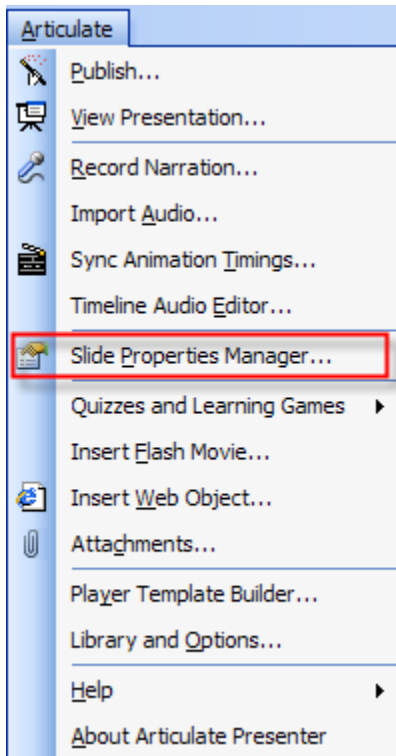 Articulate
Publish...
View Presentation...
Record Narration...
Import Audio...
Sync Animation Timings...
Timeline Audio Editor...
Slide Properties Manager...
Quizzes and Learning Games
Insert Flash Movie...
Insert Web Object...
Attachments...
Player Template Builder...
Library and Options...
Help
About Articulate Presenter